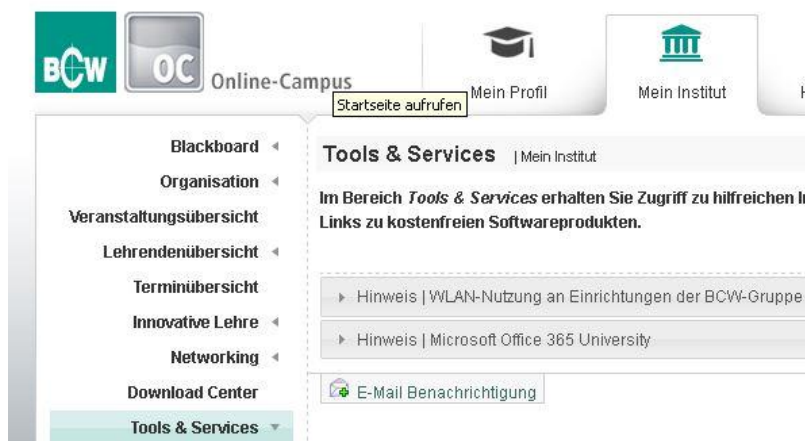 BCW
OC
Online-Campus
Startseite aufrufen
Mein Profil
Mein Institut
Blackboard
Organisation
Veranstaltungsübersicht
Lehrendenübersicht
Terminübersicht
Innovative Lehre
Networking
Download Center
Tools & Services
Tools & Services | Mein Institut
Im Bereich Tools & Services erhalten Sie Zugriff zu hilfreichen
Links zu kostenfreien Softwareprodukten.
Hinweis | WLAN-Nutzung an Einrichtungen der BCW-Gruppe
Hinweis | Microsoft Office 365 University
E-Mail Benachrichtigung